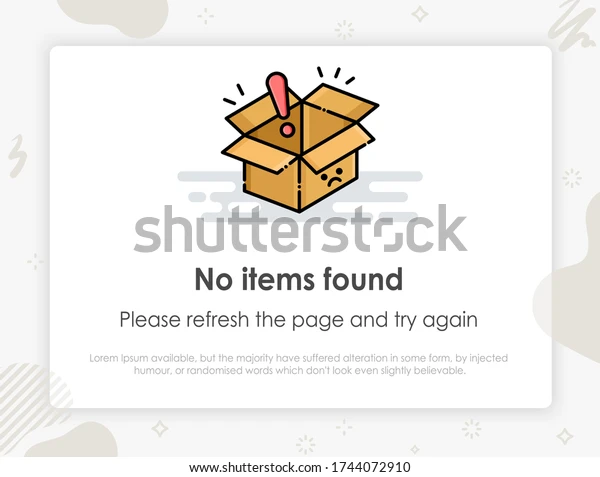 shutterstock
No items found
Please refresh the page and try again
Lorem Ipsum available, but the majority have suffered alteration in some form, by injected
humour, or randomised words which don't look even slightly believable.
www.shutterstock.com · 1744072910